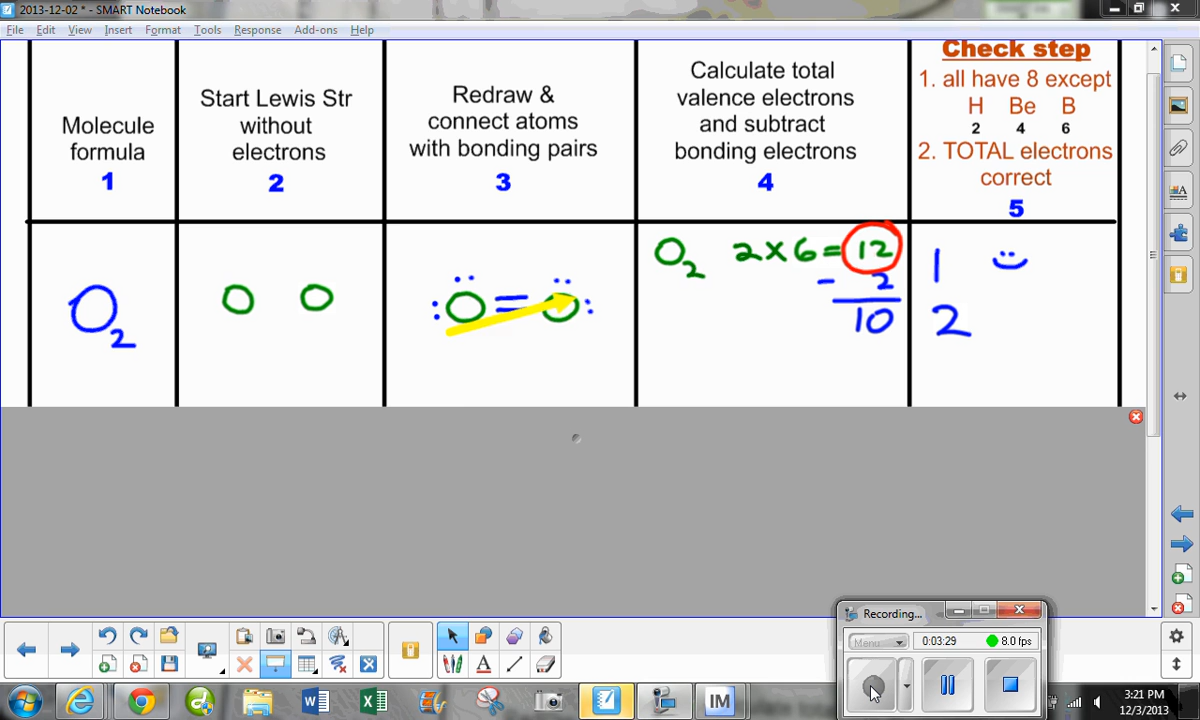 2013-12-02 * - SMART Notebook
File Edit View Insert Format Tools Response Add-ons Help
Molecule
formula
1
Start Lewis Str
without
electrons
2
Redraw &
connect atoms
with bonding pairs
3
Calculate total
valence electrons
and subtract
bonding electrons
4
Check step
1. all have 8 except
H Be B
2 4 6
2. TOTAL electrons
correct
5
O2
O O
:O=O:
O2 2×6=12
- 2
10
1
2
Recording...
Menu
0:03:29 8.0 fps
A
W X IM
3:21 PM
12/3/2013